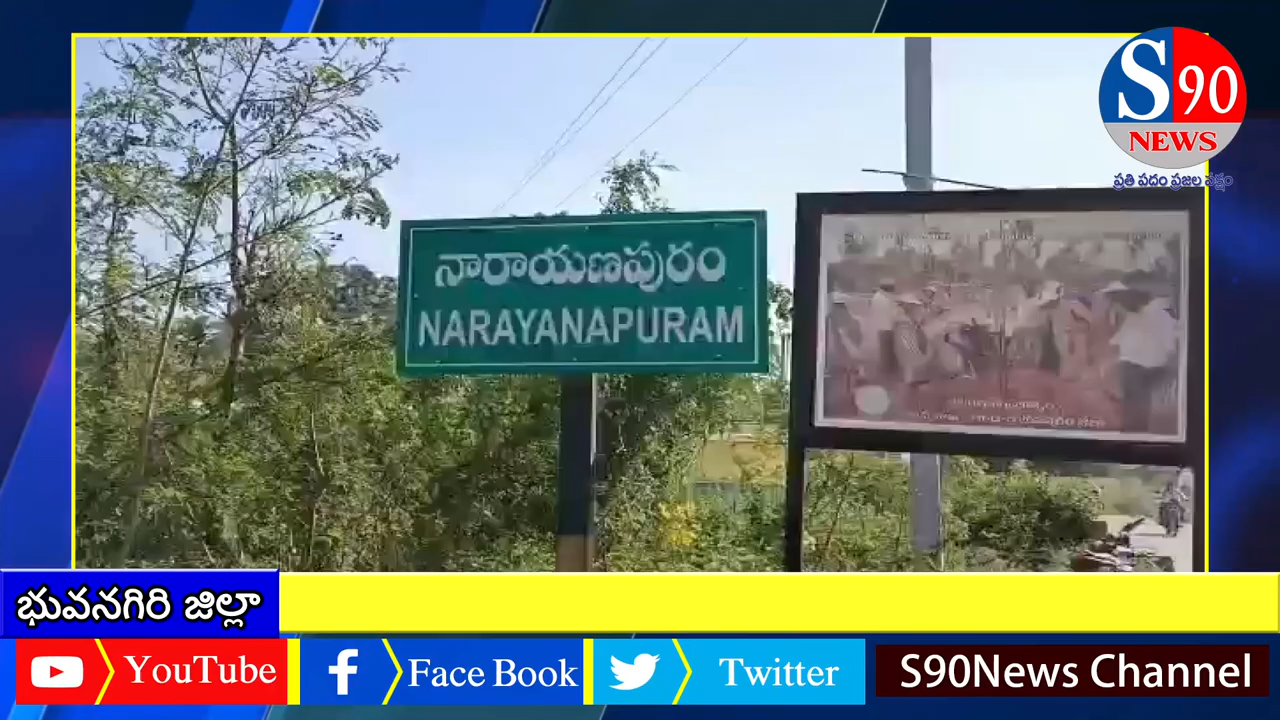 S90
NEWS
ప్రతి పదం ప్రజల పక్షం
నారాయణపురం
NARAYANAPURAM
భువనగిరి జిల్లా
YouTube
Face Book
Twitter
S90News Channel